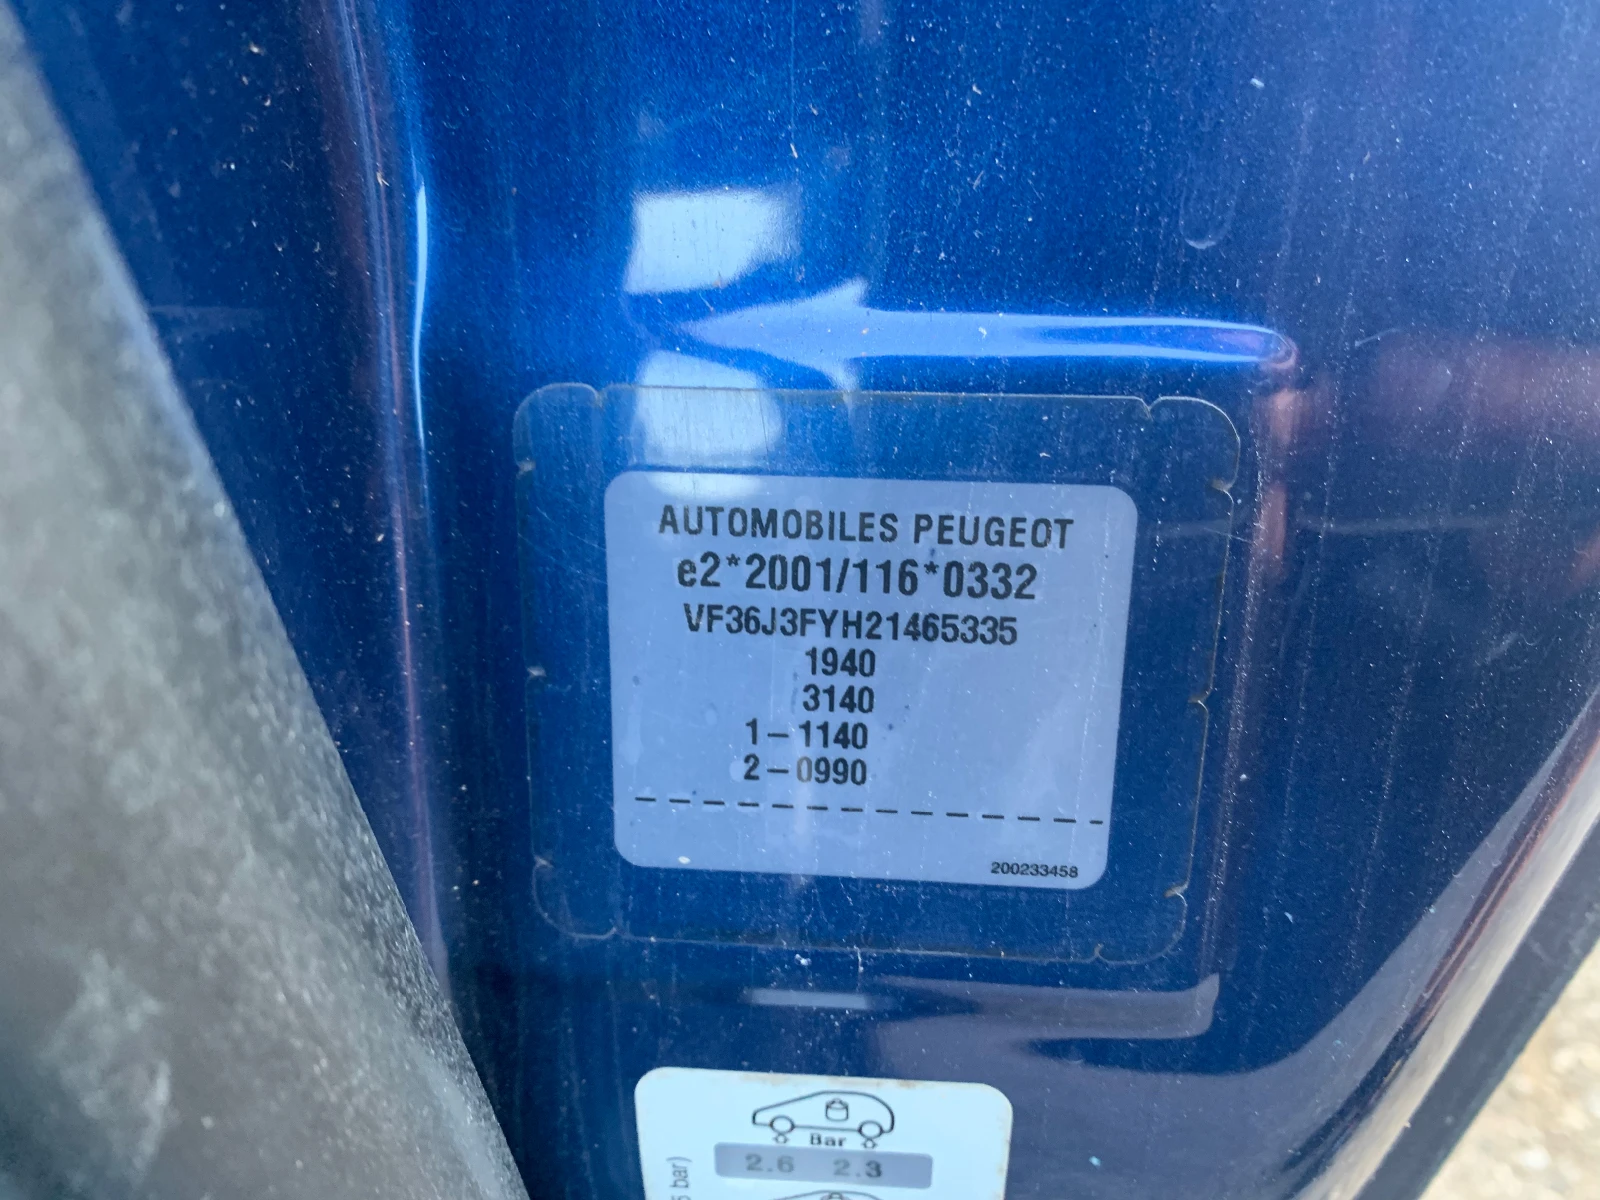 AUTOMOBILES PEUGEOT
e2*2001/116*0332
VF36J3FYH21465335
1940
3140
1-1140
2-0990
200233458
Bar
2.6 2.3
bar)